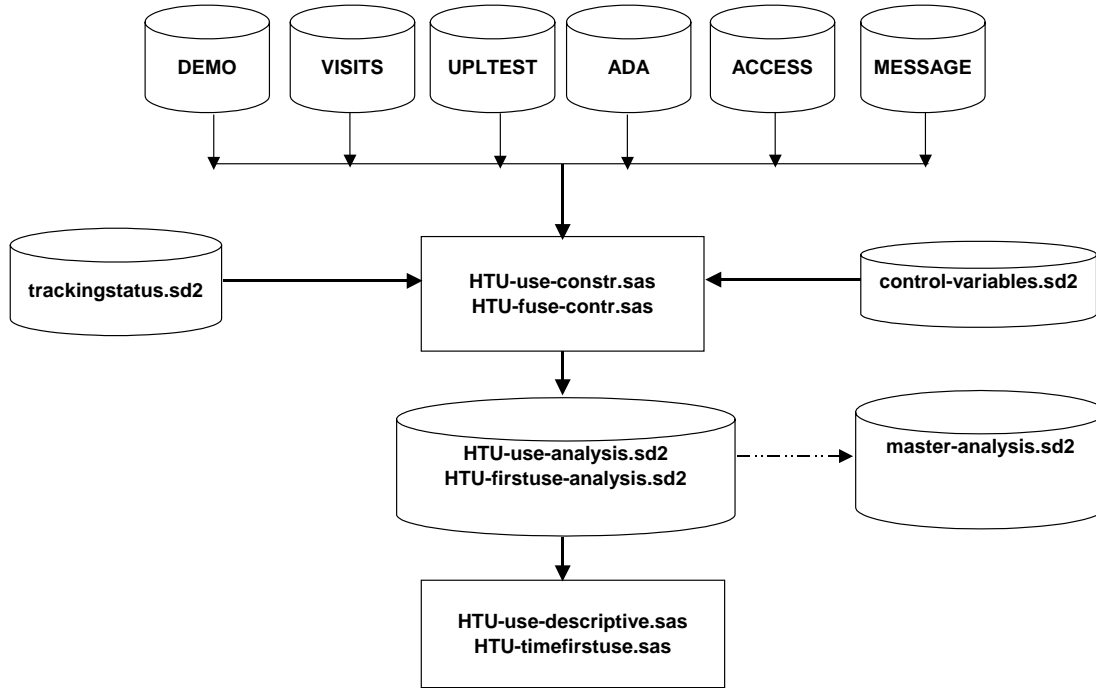 DEMO
VISITS
UPLTEST
ADA
ACCESS
MESSAGE
trackingstatus.sd2
HTU-use-constr.sas
HTU-fuse-contr.sas
control-variables.sd2
HTU-use-analysis.sd2
HTU-firstuse-analysis.sd2
master-analysis.sd2
HTU-use-descriptive.sas
HTU-timefirstuse.sas